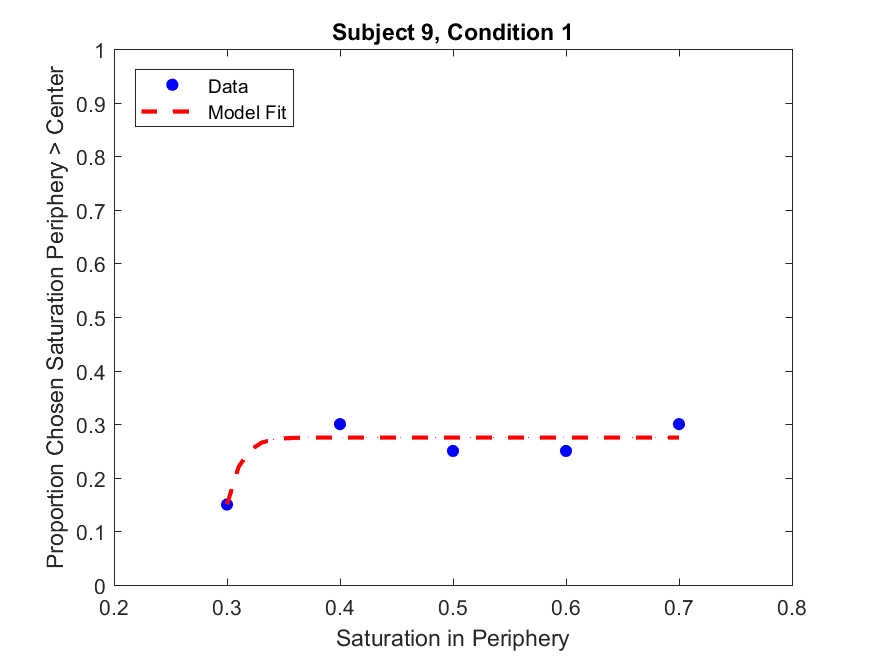 Subject 9, Condition 1
Data
Model Fit
Proportion Chosen Saturation Periphery > Center
1
0.9
0.8
0.7
0.6
0.5
0.4
0.3
0.2
0.1
0
0.2 0.3 0.4 0.5 0.6 0.7 0.8
Saturation in Periphery